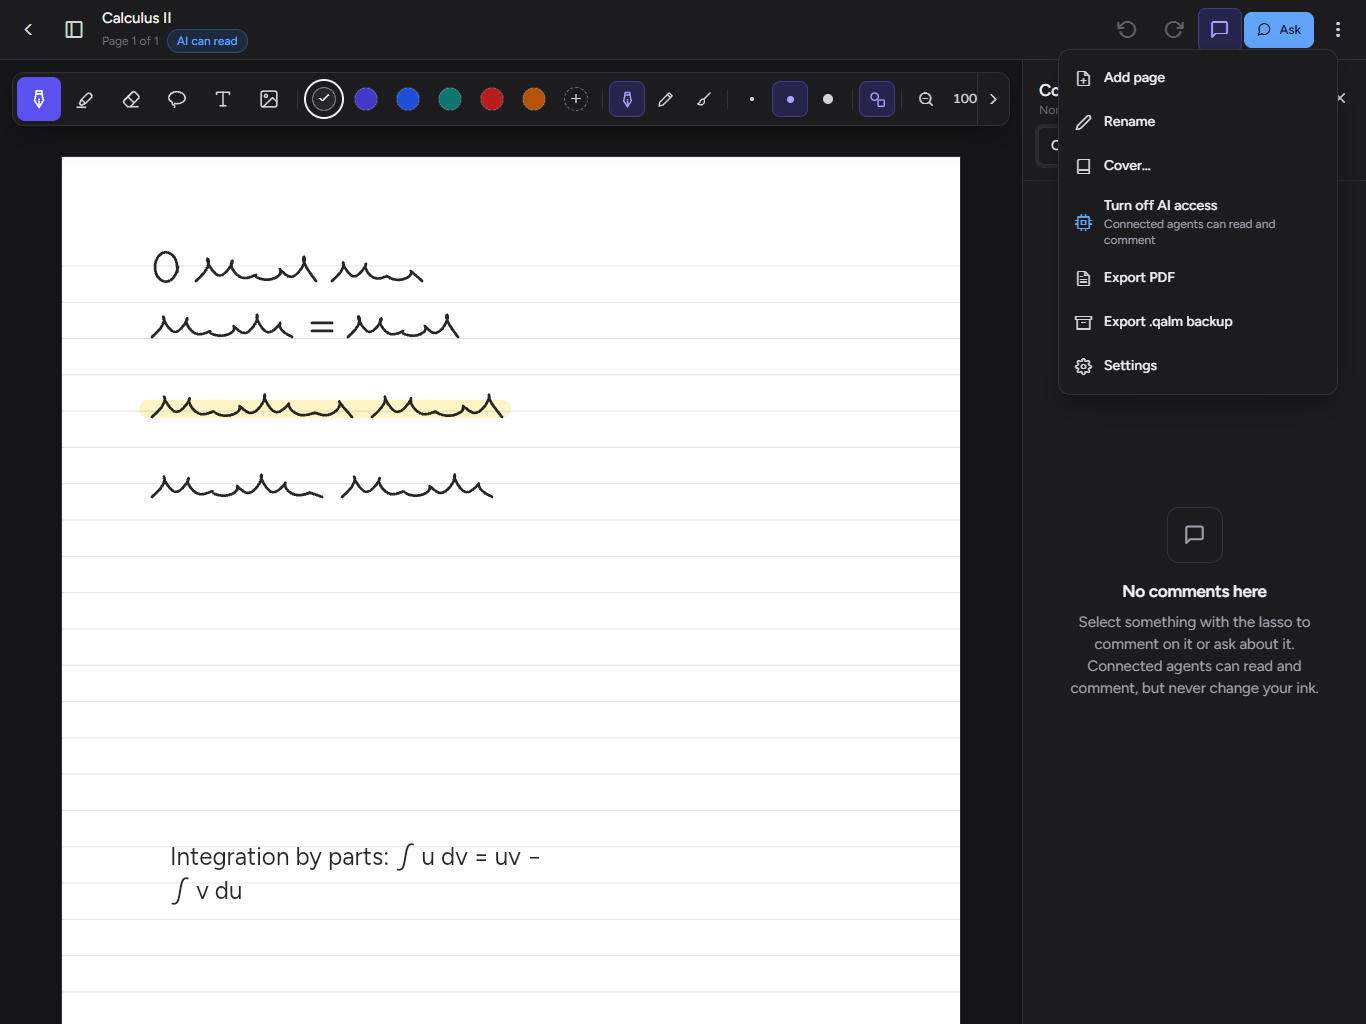 Calculus II
Page 1 of 1 AI can read
Ask
100
Add page
Rename
Cover...
Turn off AI access
Connected agents can read and
comment
Export PDF
Export .qalm backup
Settings
No comments here
Select something with the lasso to
comment on it or ask about it.
Connected agents can read and
comment, but never change your ink.
Integration by parts: ∫ u dv = uv −
∫ v du